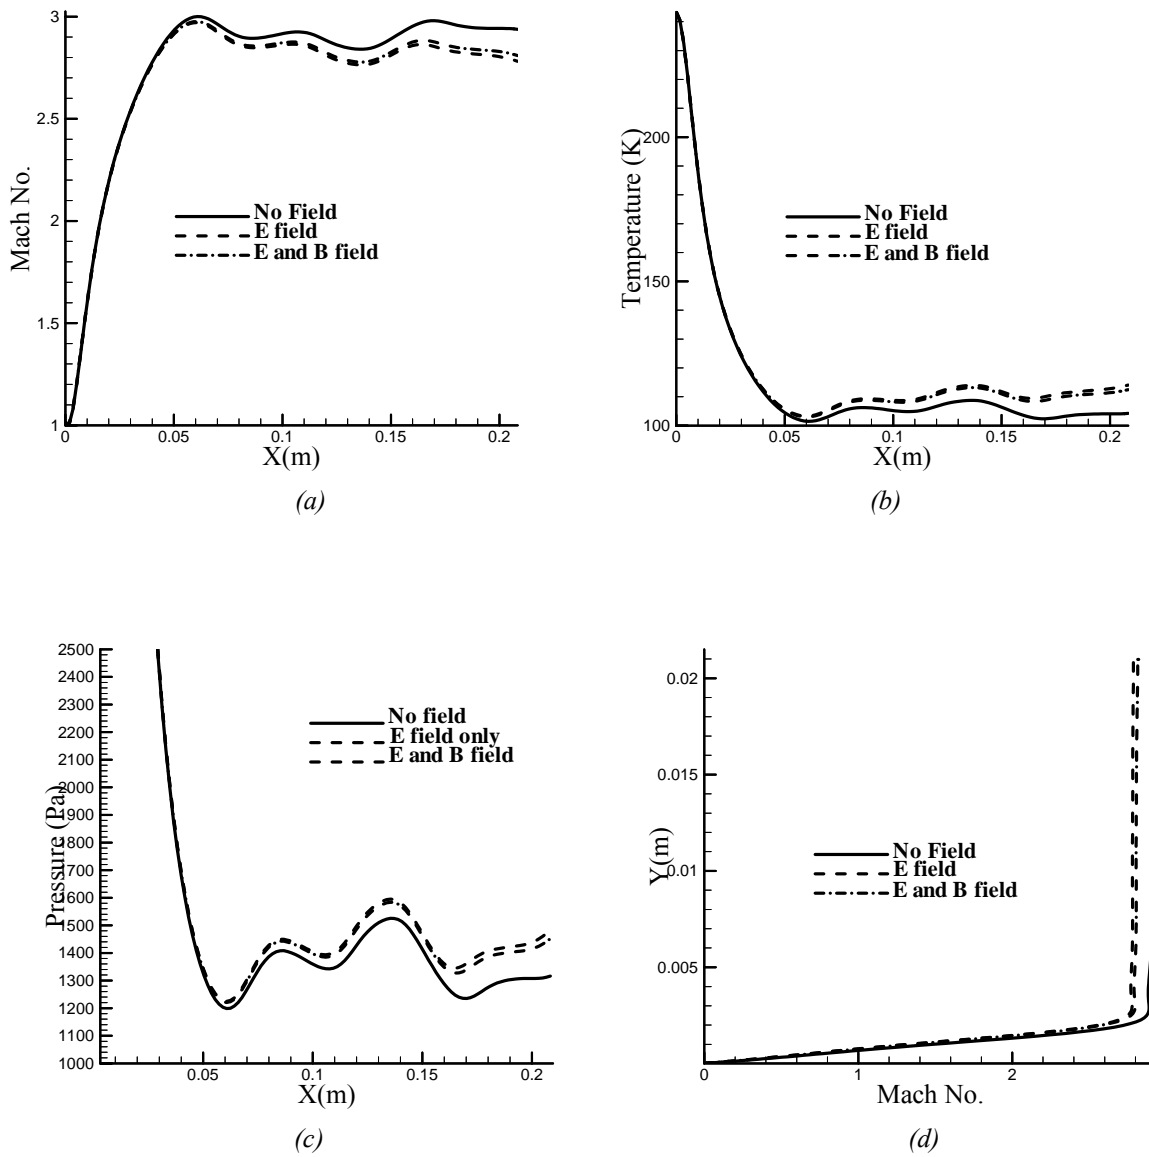 3
2.5
2
1.5
1
Mach No.
No Field
E field
E and B field
0
0.05
0.1
0.15
0.2
X(m)
(a)
200
150
100
Temperature (K)
No Field
E field
E and B field
0
0.05
0.1
0.15
0.2
X(m)
(b)
2500
2400
2300
2200
2100
2000
1900
1800
1700
1600
1500
1400
1300
1200
1100
1000
Pressure (Pa)
No field
E field only
E and B field
0.05
0.1
0.15
0.2
X(m)
(c)
0.02
0.015
0.01
0.005
Y(m)
No Field
E field
E and B field
0
1
2
Mach No.
(d)